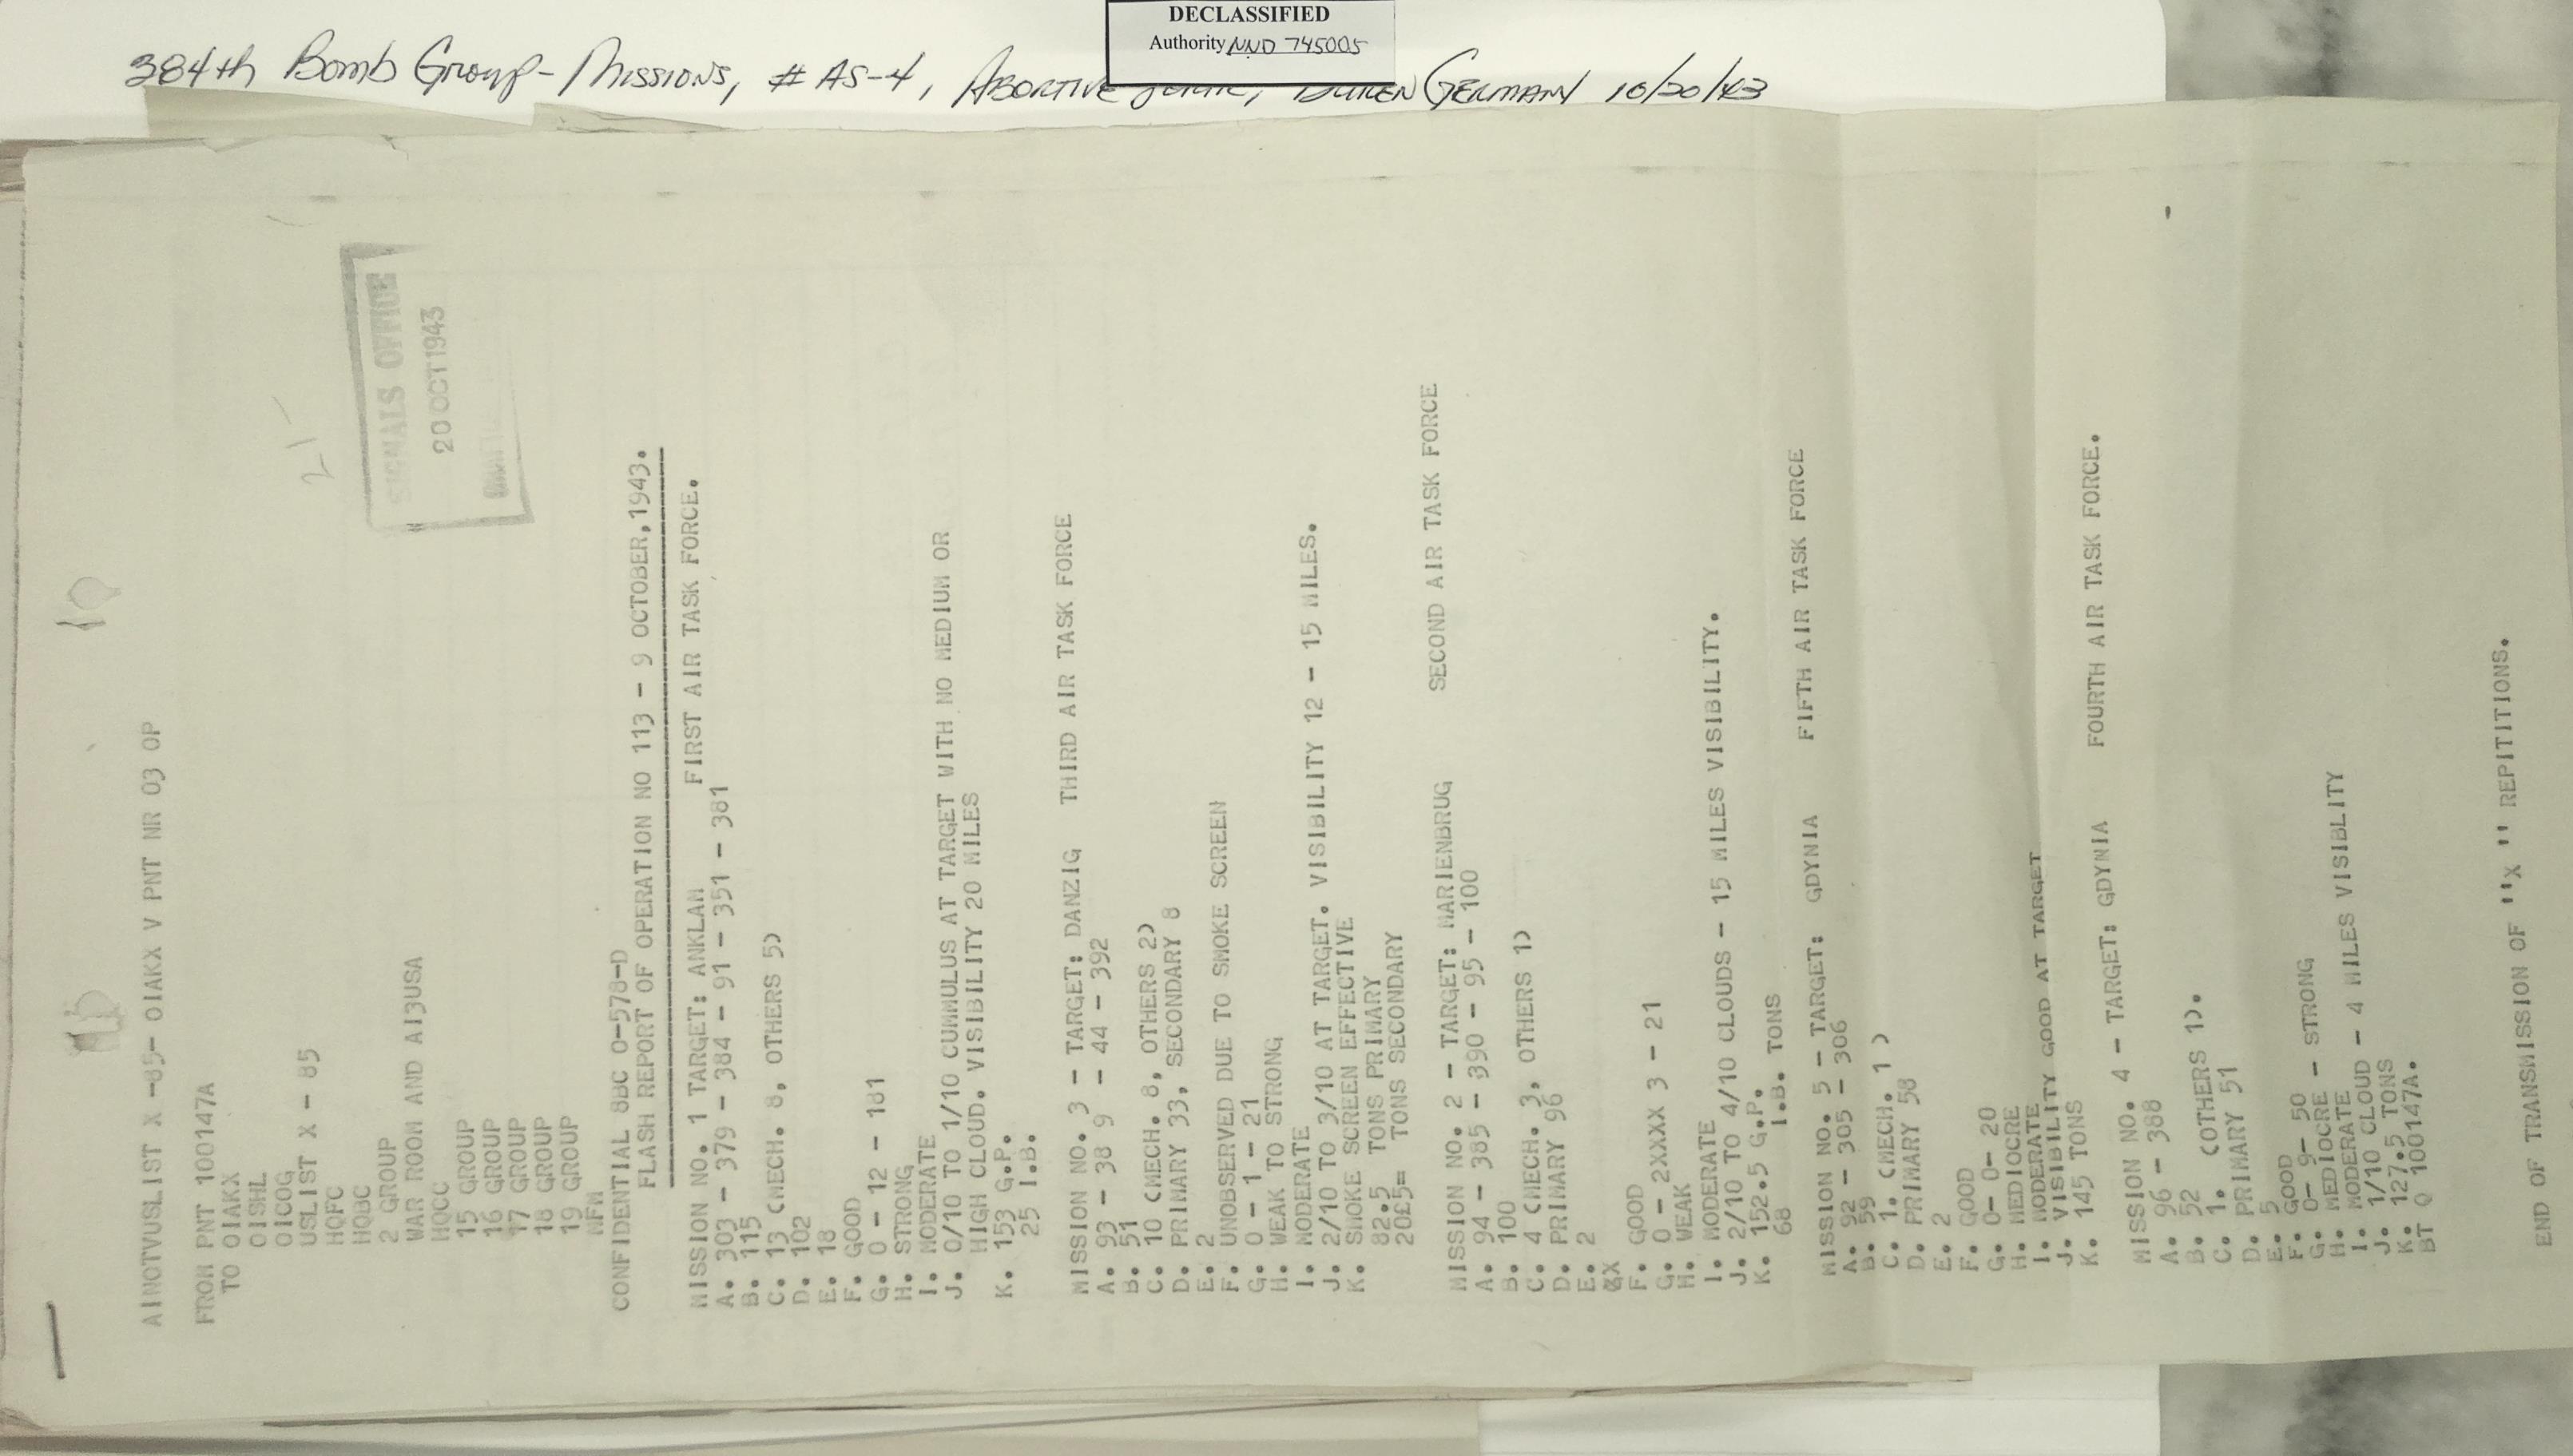 DECLASSIFIED
Authority NND 745005
384th Bomb Group - Missions, # AS-4, Abortive Germany 10/20/43
21-
SIGNALS OFFICE
20 OCT 1943
AINOTVUSLIST X -85- OIAKX V PNT NR 03 OP
FROM PNT 100147A
TO OIAKX
OISHL
OICOG
USLIST X - 85
HQFC
HQBC
2 GROUP
WAR ROOM AND AI3USA
HQCC
15 GROUP
16 GROUP
17 GROUP
18 GROUP
19 GROUP
NFM
CONFIDENTIAL 8BC O-578-D
FLASH REPORT OF OPERATION NO 113 - 9 OCTOBER,1943.
MISSION NO. 1 TARGET: ANKLAM FIRST AIR TASK FORCE.
A. 303 - 379 - 384 - 91 - 351 - 381
B. 115
C. 13 (MECH. 8, OTHERS 5)
D. 102
E. 18
F. GOOD
G. 0 - 12 - 181
H. STRONG
I. MODERATE
J. 0/10 TO 1/10 CUMMULUS AT TARGET WITH NO MEDIUM OR
HIGH CLOUD. VISIBILITY 20 MILES
K. 153 G.P.
25 I.B.
MISSION NO. 3 - TARGET: DANZIG THIRD AIR TASK FORCE
A. 93 - 38 9 - 44 - 392
B. 51
C. 10 (MECH. 8, OTHERS 2)
D. PRIMARY 33, SECONDARY 8
E. 2
F. UNOBSERVED DUE TO SMOKE SCREEN
G. 0 - 1 - 21
H. WEAK TO STRONG
I. MODERATE
J. 2/10 TO 3/10 AT TARGET. VISIBILITY 12 - 15 MILES.
SMOKE SCREEN EFFECTIVE
K. 82.5 TONS PRIMARY
20£5= TONS SECONDARY
MISSION NO. 2 - TARGET: MARIENBRUG SECOND AIR TASK FORCE
A. 94 - 385 - 390 - 95 - 100
B. 100
C. 4 (MECH. 3, OTHERS 1)
D. PRIMARY 96
E. 2
F. GOOD
G. 0 - 2XXXX 3 - 21
H. WEAK
I. MODERATE
J. 2/10 TO 4/10 CLOUDS - 15 MILES VISIBILITY.
K. 152.5 G.P.
68 I.B. TONS
MISSION NO. 5 - TARGET: GDYNIA FIFTH AIR TASK FORCE
A. 92 - 305 - 306
B. 59
C. 1. (MECH. 1 )
D. PRIMARY 58
E. 2
F. GOOD
G. 0- 0- 20
H. MEDIOCRE
I. MODERATE
J. VISIBILITY GOOD AT TARGET
K. 145 TONS
MISSION NO. 4 - TARGET: GDYNIA FOURTH AIR TASK FORCE.
A. 96 - 388
B. 52
C. 1. (OTHERS 1).
D. PRIMARY 51
E. 5
F. GOOD
G. 0- 9- 50
H. MEDIOCRE - STRONG
I. MODERATE
J. 1/10 CLOUD - 4 MILES VISIBLITY
K. 127.5 TONS
BT Q 100147A.
END OF TRANSMISSION OF ''X '' REPITITIONS.